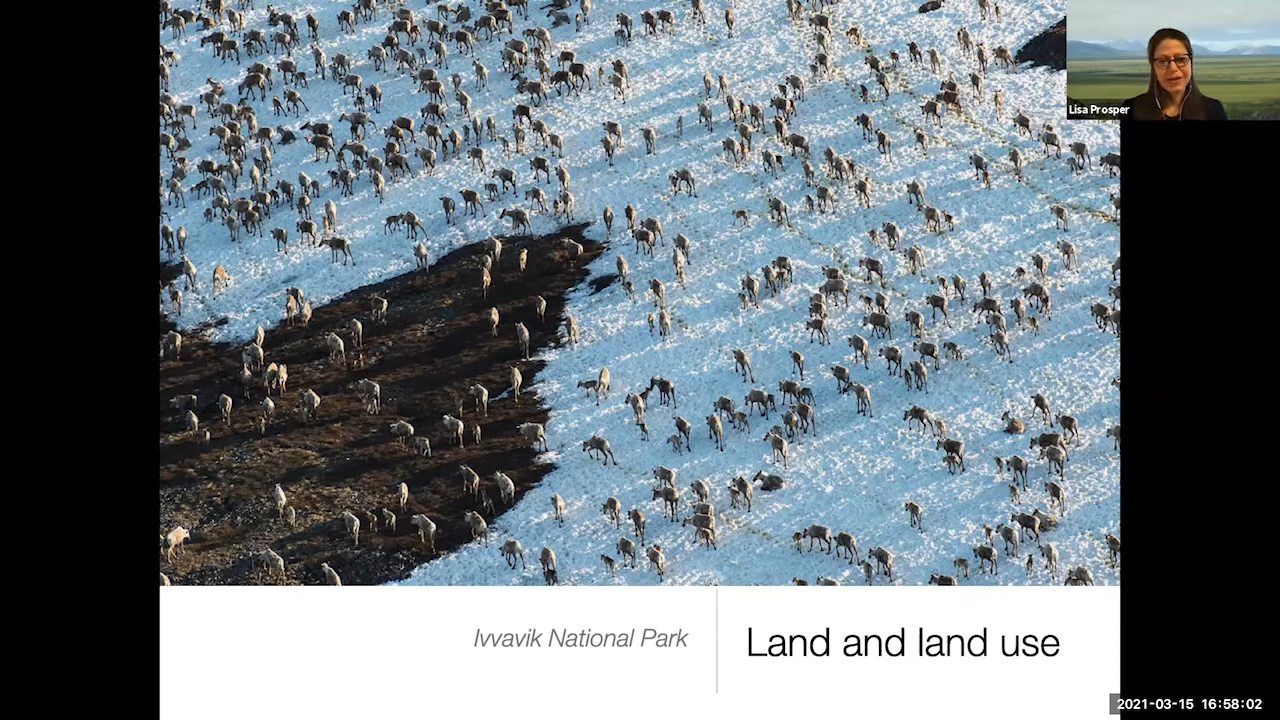 Lisa Prosper
Ivvavik National Park
Land and land use
2021-03-15 16:58:02